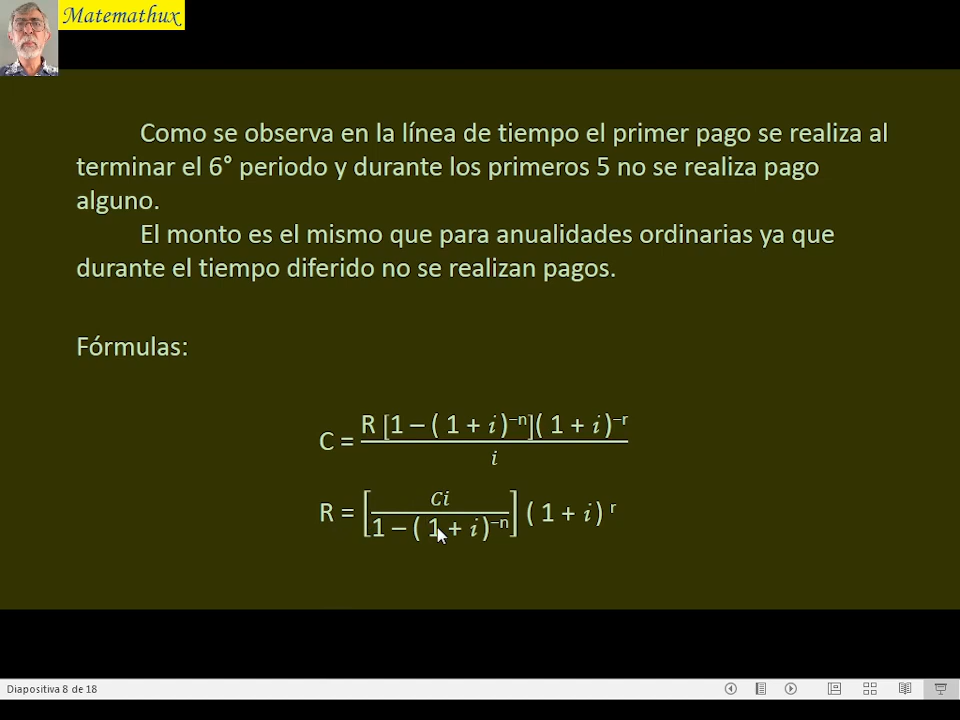 Matemathux
Como se observa en la línea de tiempo el primer pago se realiza al
terminar el 6° periodo y durante los primeros 5 no se realiza pago
alguno.
El monto es el mismo que para anualidades ordinarias ya que
durante el tiempo diferido no se realizan pagos.
Fórmulas:
C = R [1 – ( 1 + i )⁻ⁿ]( 1 + i )⁻ʳ / i
R = [ Ci / 1 – ( 1 + i )⁻ⁿ ] ( 1 + i ) ʳ
Diapositiva 8 de 18